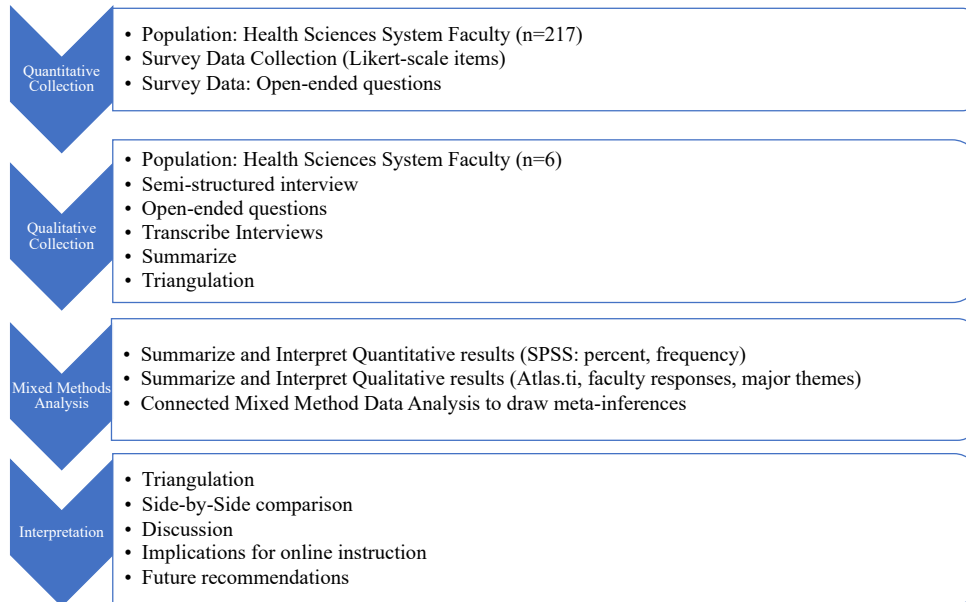 Quantitative
Collection
• Population: Health Sciences System Faculty (n=217)
• Survey Data Collection (Likert-scale items)
• Survey Data: Open-ended questions
Qualitative
Collection
• Population: Health Sciences System Faculty (n=6)
• Semi-structured interview
• Open-ended questions
• Transcribe Interviews
• Summarize
• Triangulation
Mixed Methods
Analysis
• Summarize and Interpret Quantitative results (SPSS: percent, frequency)
• Summarize and Interpret Qualitative results (Atlas.ti, faculty responses, major themes)
• Connected Mixed Method Data Analysis to draw meta-inferences
Interpretation
• Triangulation
• Side-by-Side comparison
• Discussion
• Implications for online instruction
• Future recommendations